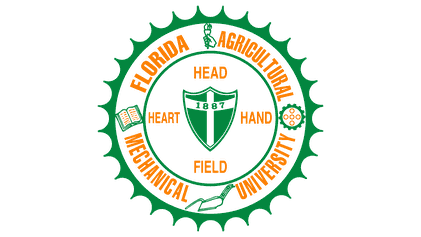 FLORIDA AGRICULTURAL
MECHANICAL UNIVERSITY
HEAD
1887
HEART HAND
FIELD